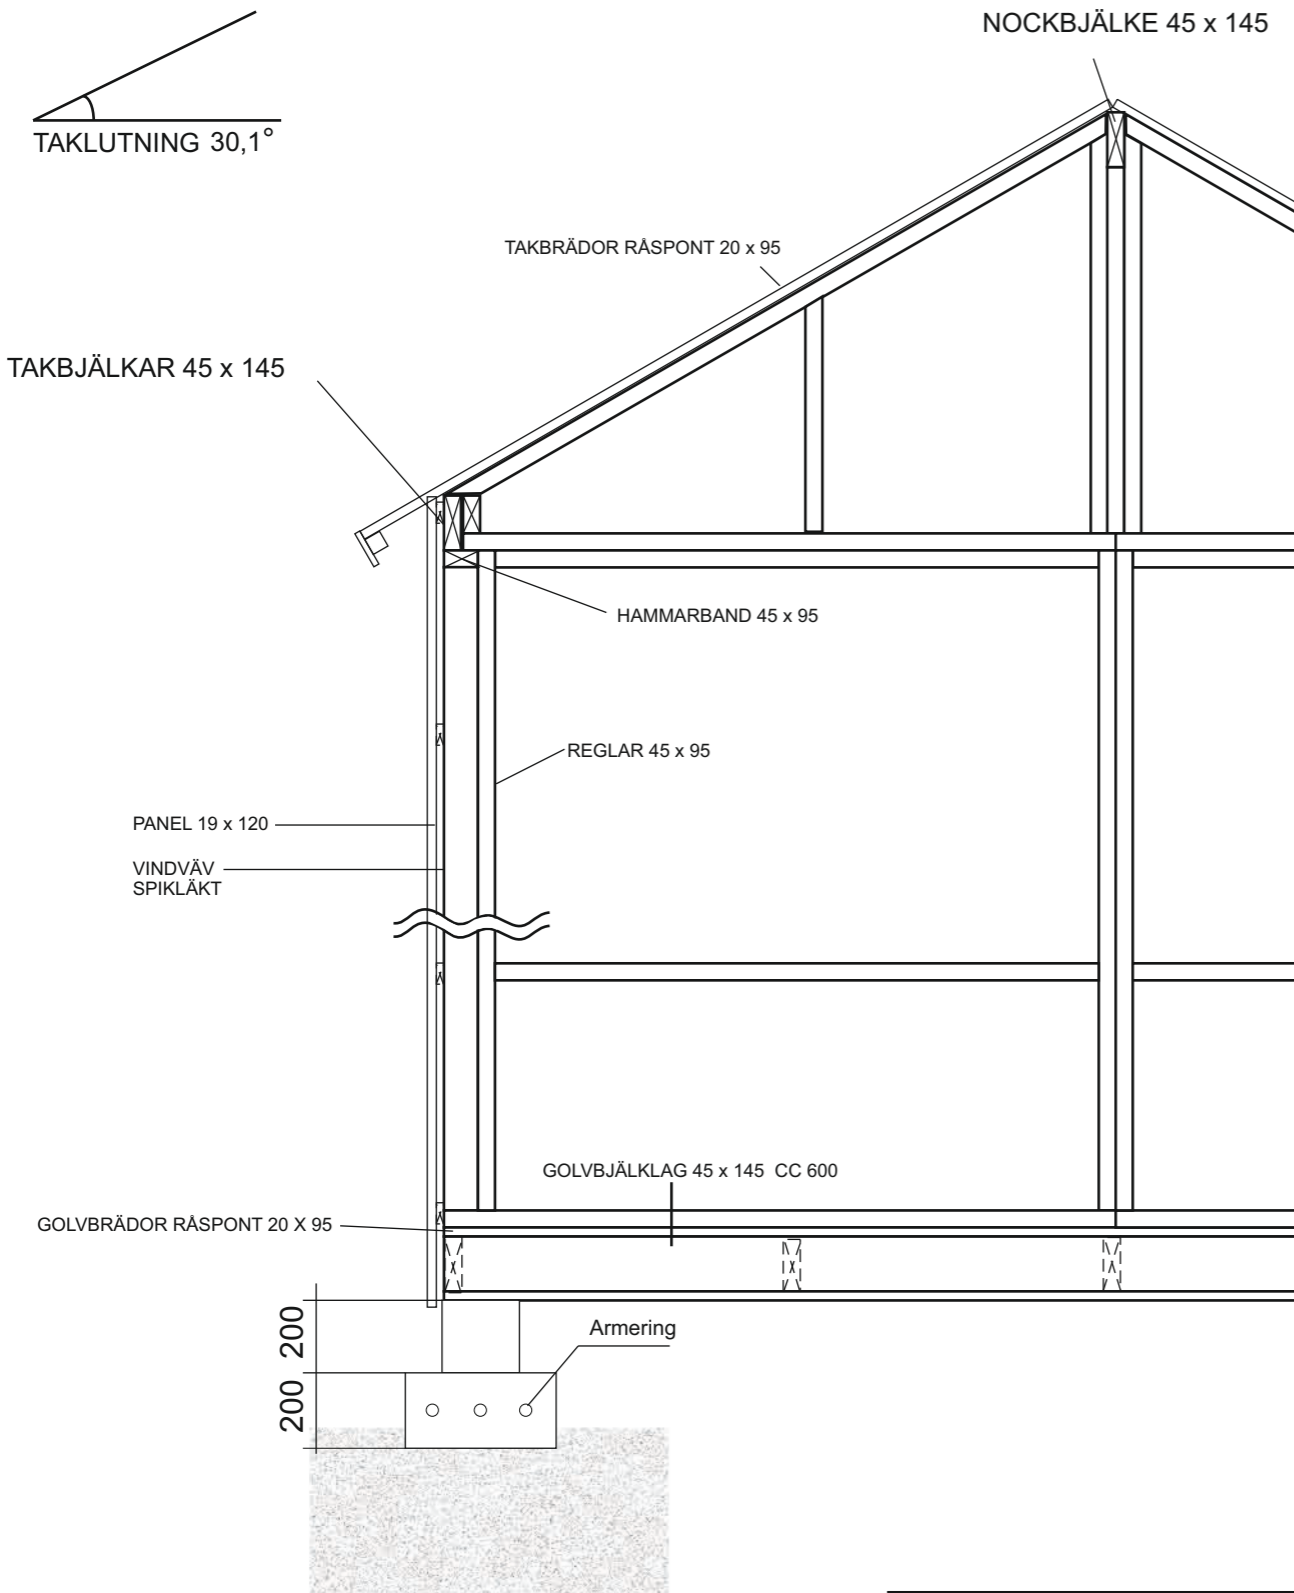 NOCKBJÄLKE 45 x 145
TAKLUTNING 30,1°
TAKBRÄDOR RÅSPONT 20 x 95
TAKBJÄLKAR 45 x 145
HAMMARBAND 45 x 95
REGLAR 45 x 95
PANEL 19 x 120
VINDVÄV
SPIKLÄKT
GOLVBJÄLKLAG 45 x 145 CC 600
GOLVBRÄDOR RÅSPONT 20 X 95
200
Armering
200